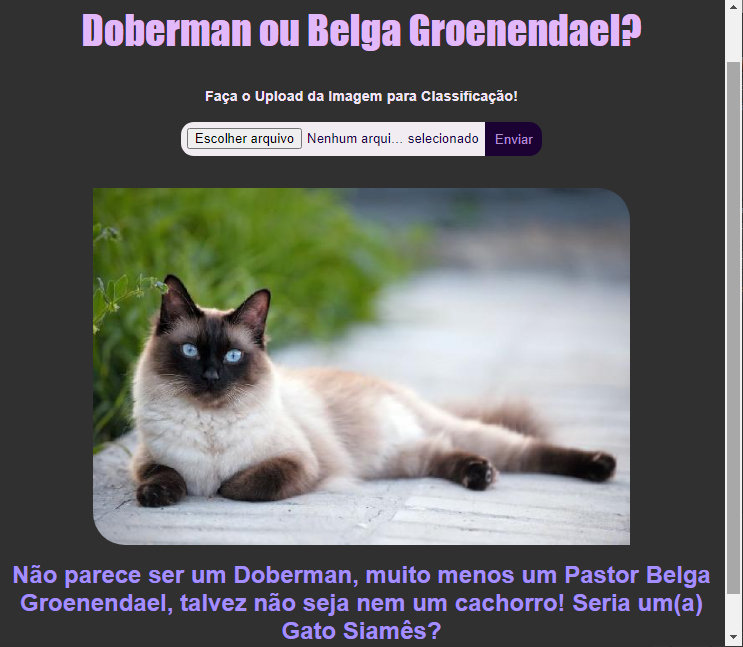 Doberman ou Belga Groenendael?
Faça o Upload da Imagem para Classificação!
Escolher arquivo Nenhum arqui... selecionado Enviar
Não parece ser um Doberman, muito menos um Pastor Belga
Groenendael, talvez não seja nem um cachorro! Seria um(a)
Gato Siamês?